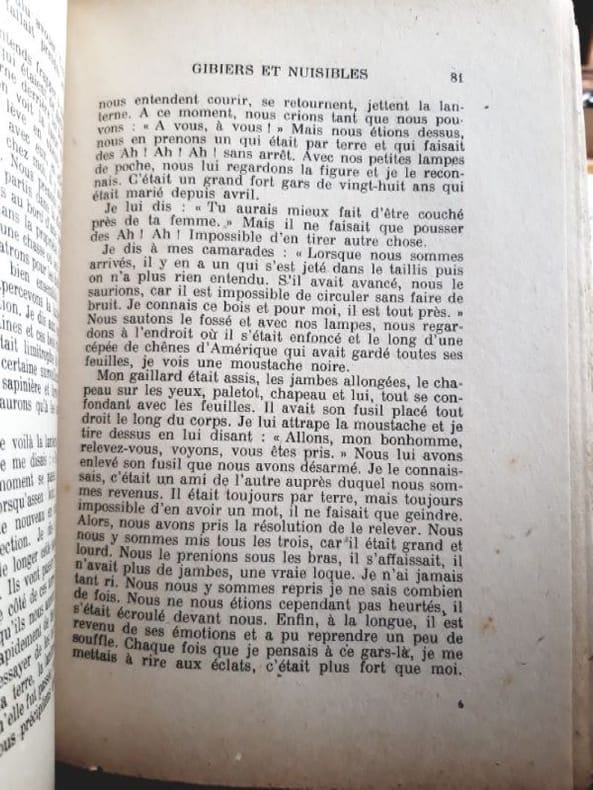 GIBIERS ET NUISIBLES 81
nous entendent courir, se retournent, jettent la lan-
terne. A ce moment, nous crions tant que nous pou-
vons : « A vous, à vous ! » Mais nous étions dessus,
nous en prenons un qui était par terre et qui faisait
des Ah ! Ah ! Ah ! sans arrêt. Avec nos petites lampes
de poche, nous lui regardons la figure et je le recon-
nais. C'était un grand fort gars de vingt-huit ans qui
était marié depuis avril.
Je lui dis : « Tu aurais mieux fait d'être couché
près de ta femme. » Mais il ne faisait que pousser
des Ah ! Ah ! Impossible d'en tirer autre chose.
Je dis à mes camarades : « Lorsque nous sommes
arrivés, il y en a un qui s'est jeté dans le taillis puis
on n'a plus rien entendu. S'il avait avancé, nous le
saurions, car il est impossible de circuler sans faire de
bruit. Je connais ce bois et pour moi, il est tout près. »
Nous sautons le fossé et avec nos lampes, nous regar-
dons à l'endroit où il s'était enfoncé et le long d'une
cépée de chênes d'Amérique qui avait gardé toutes ses
feuilles, je vois une moustache noire.
Mon gaillard était assis, les jambes allongées, le cha-
peau sur les yeux, paletot, chapeau et lui, tout se con-
fondant avec les feuilles. Il avait son fusil placé tout
droit le long du corps. Je lui attrape la moustache et je
tire dessus en lui disant : « Allons, mon bonhomme,
relevez-vous, voyons, vous êtes pris. » Nous lui avons
enlevé son fusil que nous avons désarmé. Je le connais-
sais, c'était un ami de l'autre auprès duquel nous som-
mes revenus. Il était toujours par terre, mais toujours
impossible d'en avoir un mot, il ne faisait que geindre.
Alors, nous avons pris la résolution de le relever. Nous
nous y sommes mis tous les trois, car il était grand et
lourd. Nous le prenions sous les bras, il s'affaissait, il
n'avait plus de jambes, une vraie loque. Je n'ai jamais
tant ri. Nous nous y sommes repris je ne sais combien
de fois. Nous ne nous étions cependant pas heurtés, il
s'était écroulé devant nous. Enfin, à la longue, il est
revenu de ses émotions et a pu reprendre un peu de
souffle. Chaque fois que je pensais à ce gars-là, je me
mettais à rire aux éclats, c'était plus fort que moi.
6